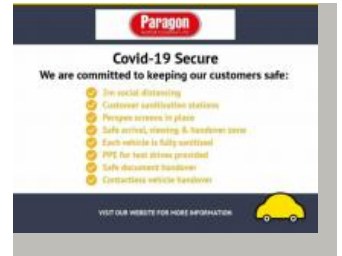 Paragon
Covid-19 Secure
We are committed to keeping our customers safe:
social distancing
Customer sanitisation stations
Perspex screens in place
Safe arrival, viewing & handover zone
Each vehicle is fully sanitised
PPE for test drives provided
Safe document handover
Contactless vehicle handover
VISIT OUR WEBSITE FOR MORE INFORMATION